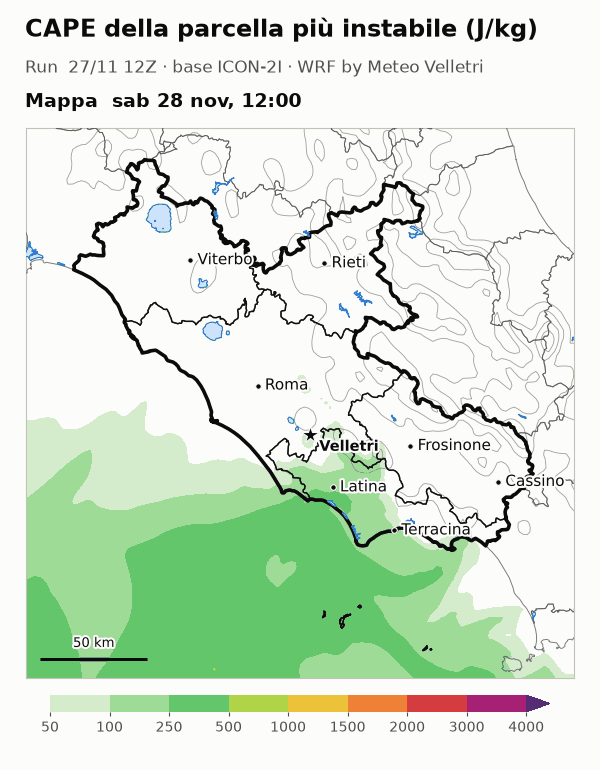 CAPE della parcella più instabile (J/kg)
Run  27/11 12Z · base ICON-2I · WRF by Meteo Velletri
Mappa  sab 28 nov, 12:00
Viterbo
Rieti
Roma
Velletri
Frosinone
Latina
Cassino
Terracina
50 km
50 100 250 500 1000 1500 2000 3000 4000